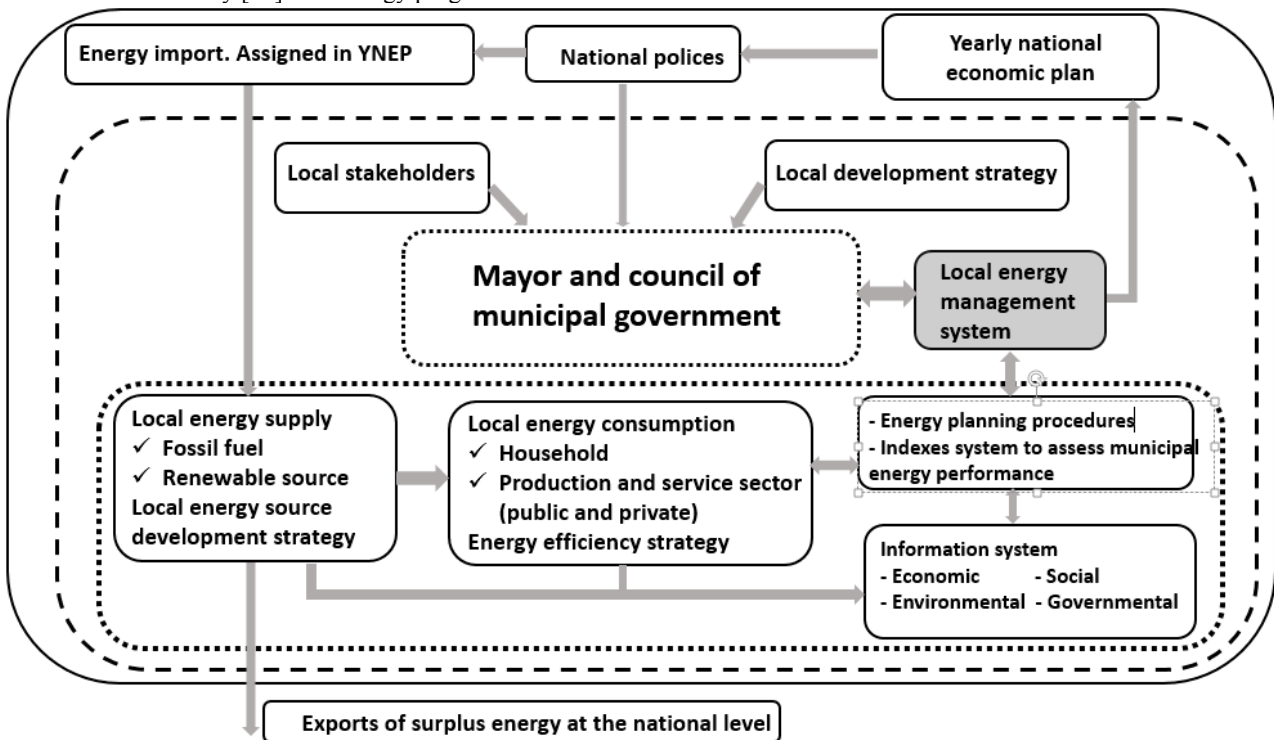 Energy import. Assigned in YNEP
National polices
Yearly national
economic plan
Local stakeholders
Local development strategy
Mayor and council of
municipal government
Local energy
management
system
Local energy supply
✓ Fossil fuel
✓ Renewable source
Local energy source
development strategy
Local energy consumption
✓ Household
✓ Production and service sector
(public and private)
Energy efficiency strategy
- Energy planning procedures
- Indexes system to assess municipal
energy performance
Information system
- Economic - Social
- Environmental - Governmental
Exports of surplus energy at the national level